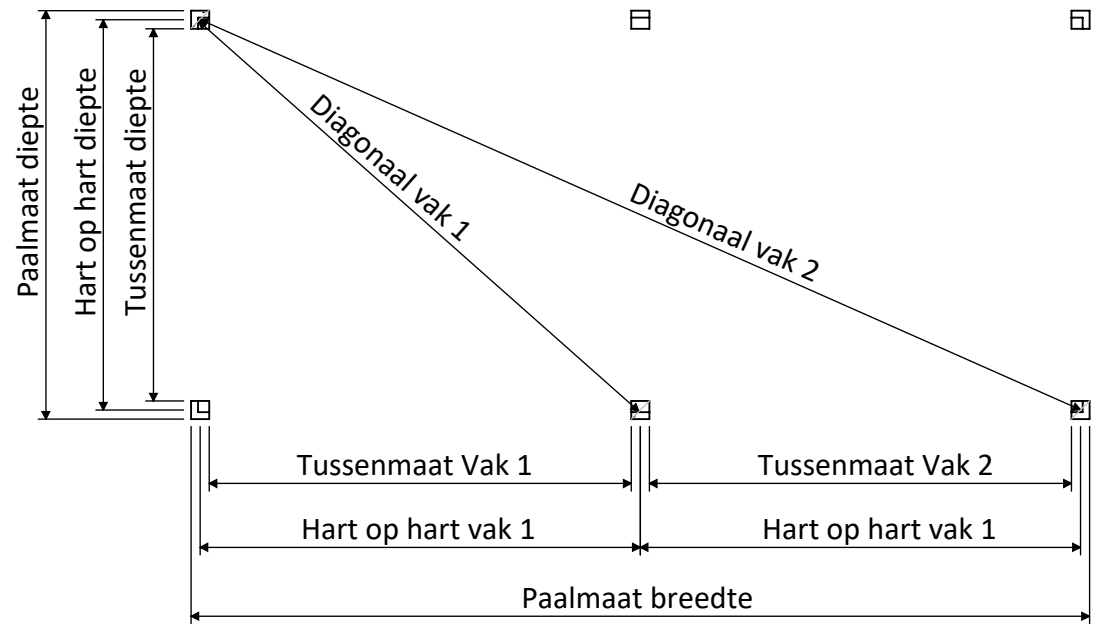 Paalmaat diepte
Hart op hart diepte
Tussenmaat diepte
Diagonaal vak 1
Diagonaal vak 2
Tussenmaat Vak 1
Tussenmaat Vak 2
Hart op hart vak 1
Hart op hart vak 1
Paalmaat breedte